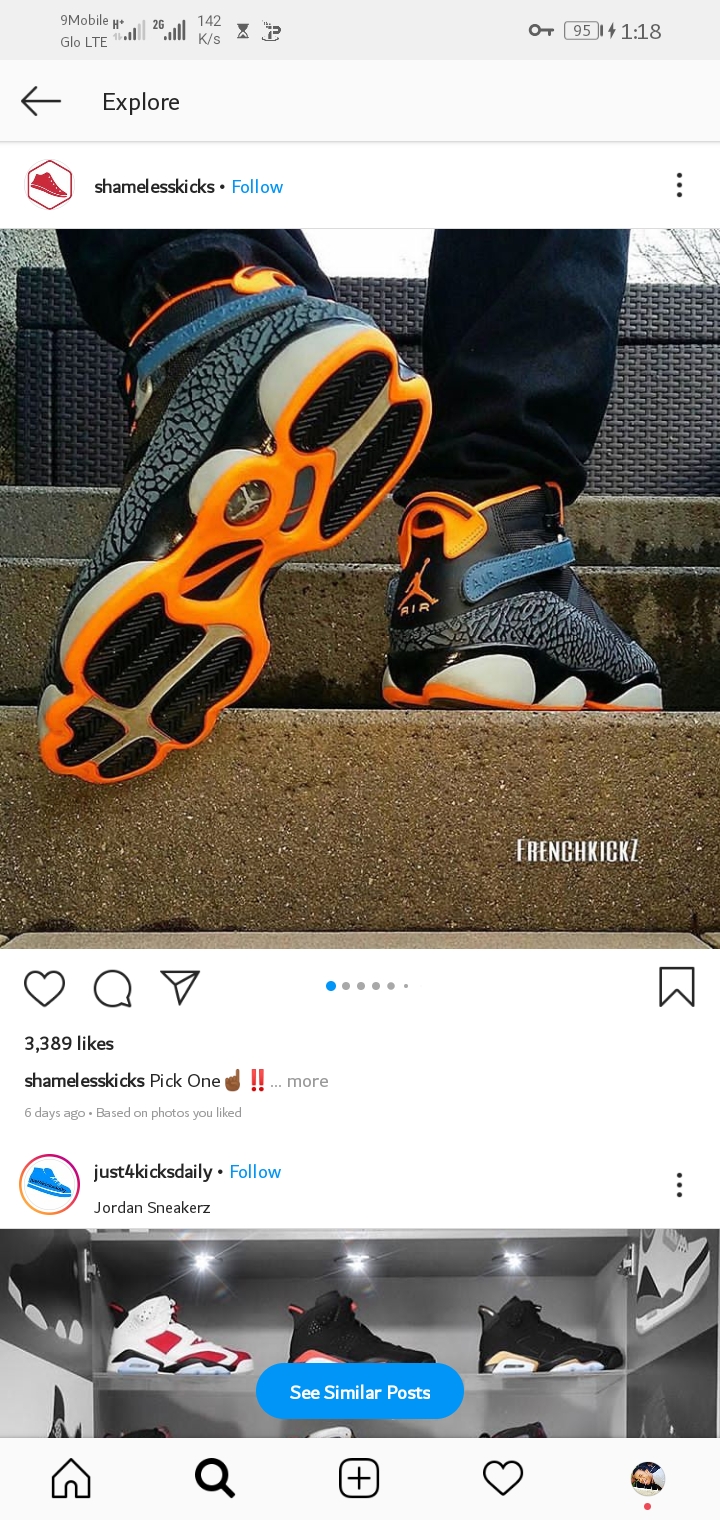 9Mobile H+ 2G 142 K/s 95 1:18
Glo LTE
Explore
shamelesskicks • Follow
AIR JORDAN
AIR
FRENCHKICKZ
3,389 likes
shamelesskicks Pick One☝🏾‼️... more
6 days ago • Based on photos you liked
just4kicksdaily • Follow
Jordan Sneakerz
See Similar Posts